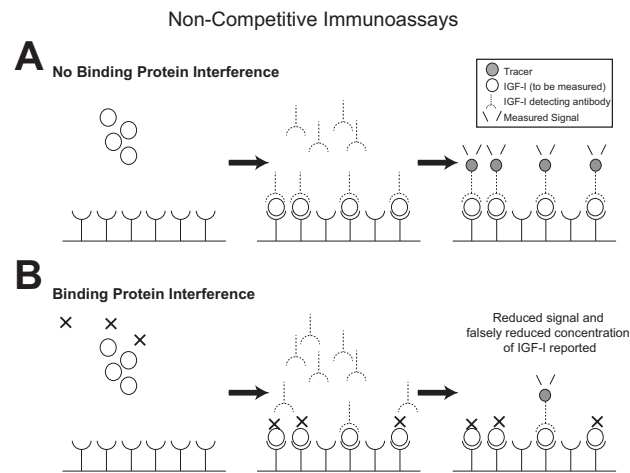 Non-Competitive Immunoassays
A
No Binding Protein Interference
Tracer
IGF-I (to be measured)
IGF-I detecting antibody
Measured Signal
B
Binding Protein Interference
Reduced signal and
falsely reduced concentration
of IGF-I reported